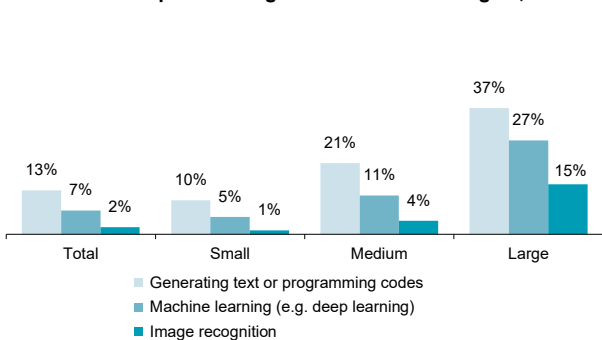 37%
27%
21%
15%
13%
10%
11%
7%
5%
4%
2%
1%
Total
Small
Medium
Large
Generating text or programming codes
Machine learning (e.g. deep learning)
Image recognition